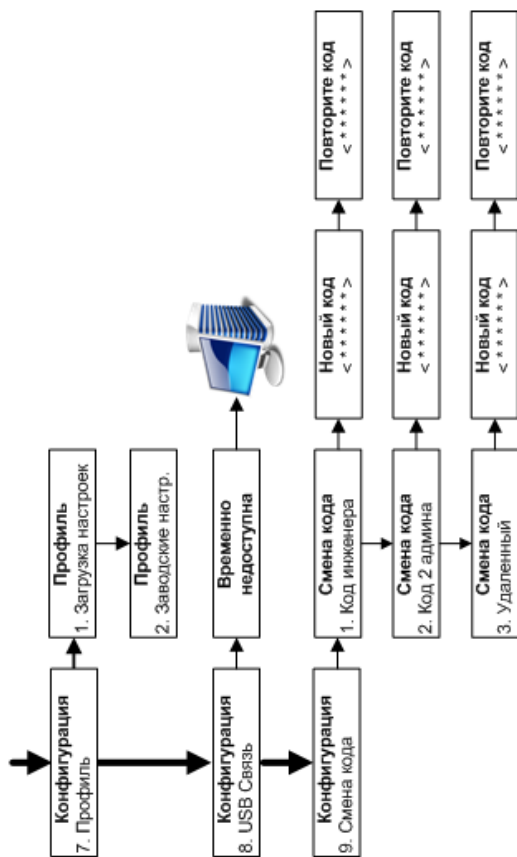 Конфигурация
7. Профиль
Профиль
1. Загрузка настроек
Профиль
2. Заводские настр.
Конфигурация
8. USB Связь
Временно
недоступна
Конфигурация
9. Смена кода
Смена кода
1. Код инженера
Новый код
< * * * * * * * >
Повторите код
< * * * * * * * >
Смена кода
2. Код 2 админа
Новый код
< * * * * * * * >
Повторите код
< * * * * * * * >
Смена кода
3. Удаленный
Новый код
< * * * * * * * >
Повторите код
< * * * * * * * >